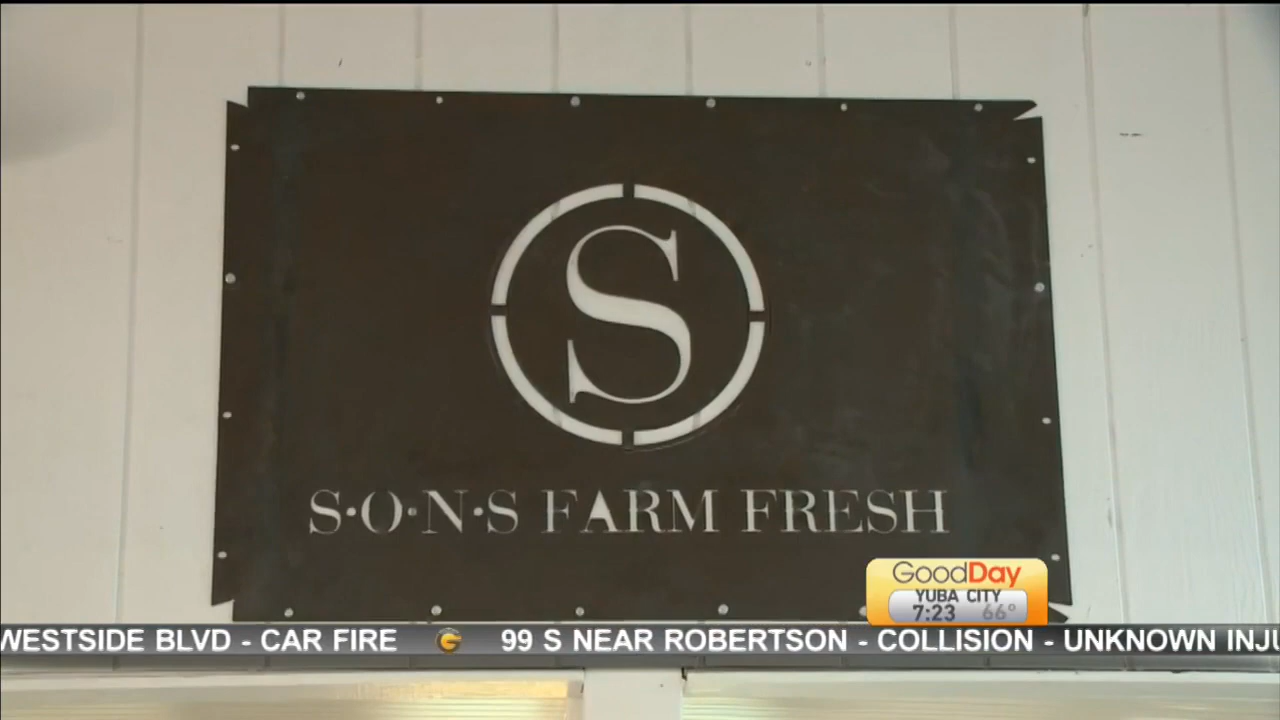 S
S·O·N·S FARM FRESH
GoodDay
YUBA CITY
7:23 66°
WESTSIDE BLVD - CAR FIRE 99 S NEAR ROBERTSON - COLLISION - UNKNOWN INJU